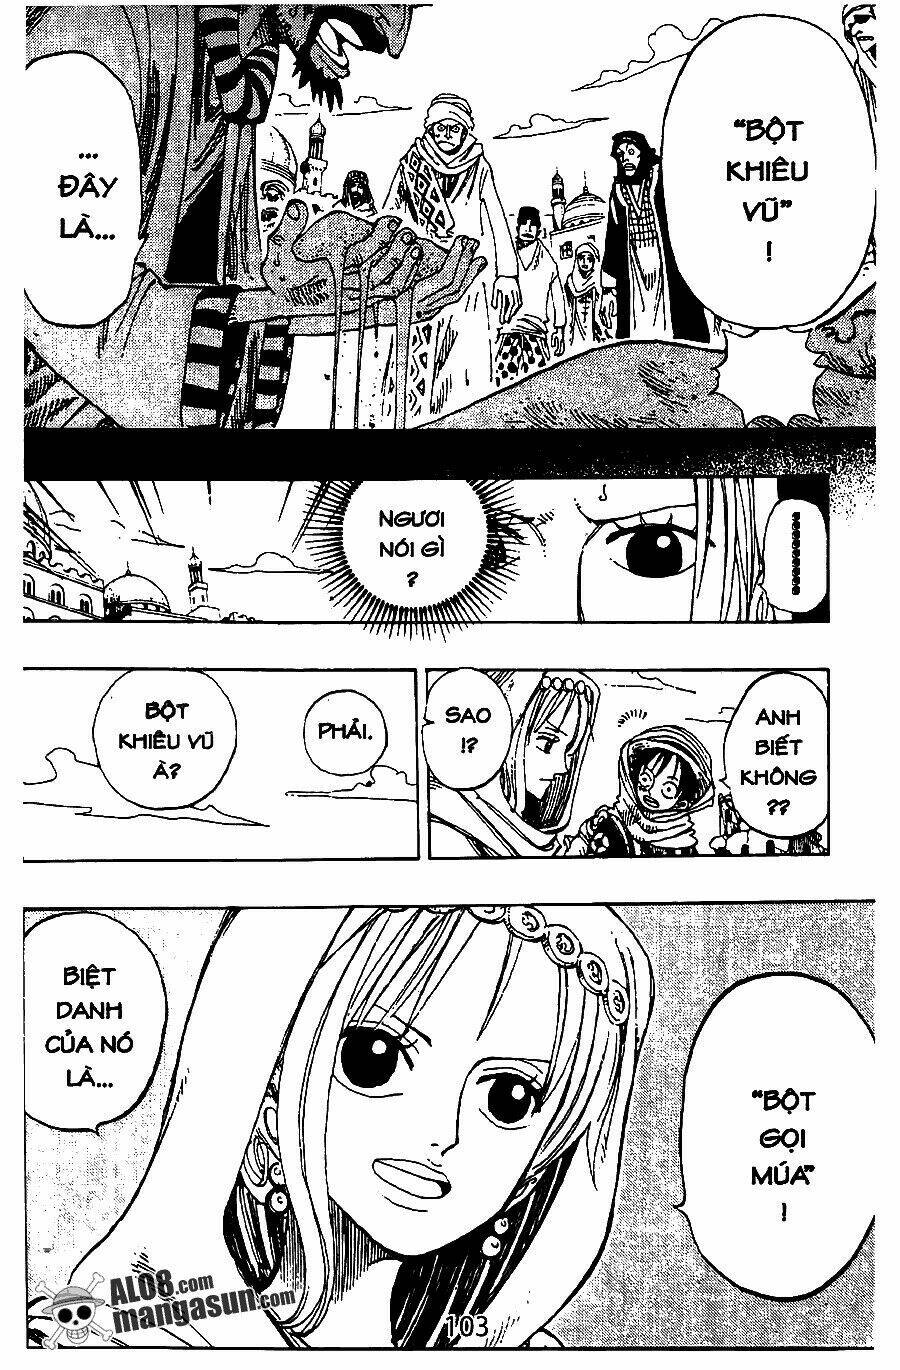 ...
ĐÂY
LÀ...
"BỘT
KHIÊU
VŨ"
!
NGƯƠI
NÓI GÌ
?
.........
BỘT
KHIÊU VŨ
À?
PHẢI.
SAO
!?
ANH
BIẾT
KHÔNG
??
BIỆT
DANH
CỦA NÓ
LÀ...
"BỘT
GỌI
MÚA"
!
AL08.com
mangasun.com
103